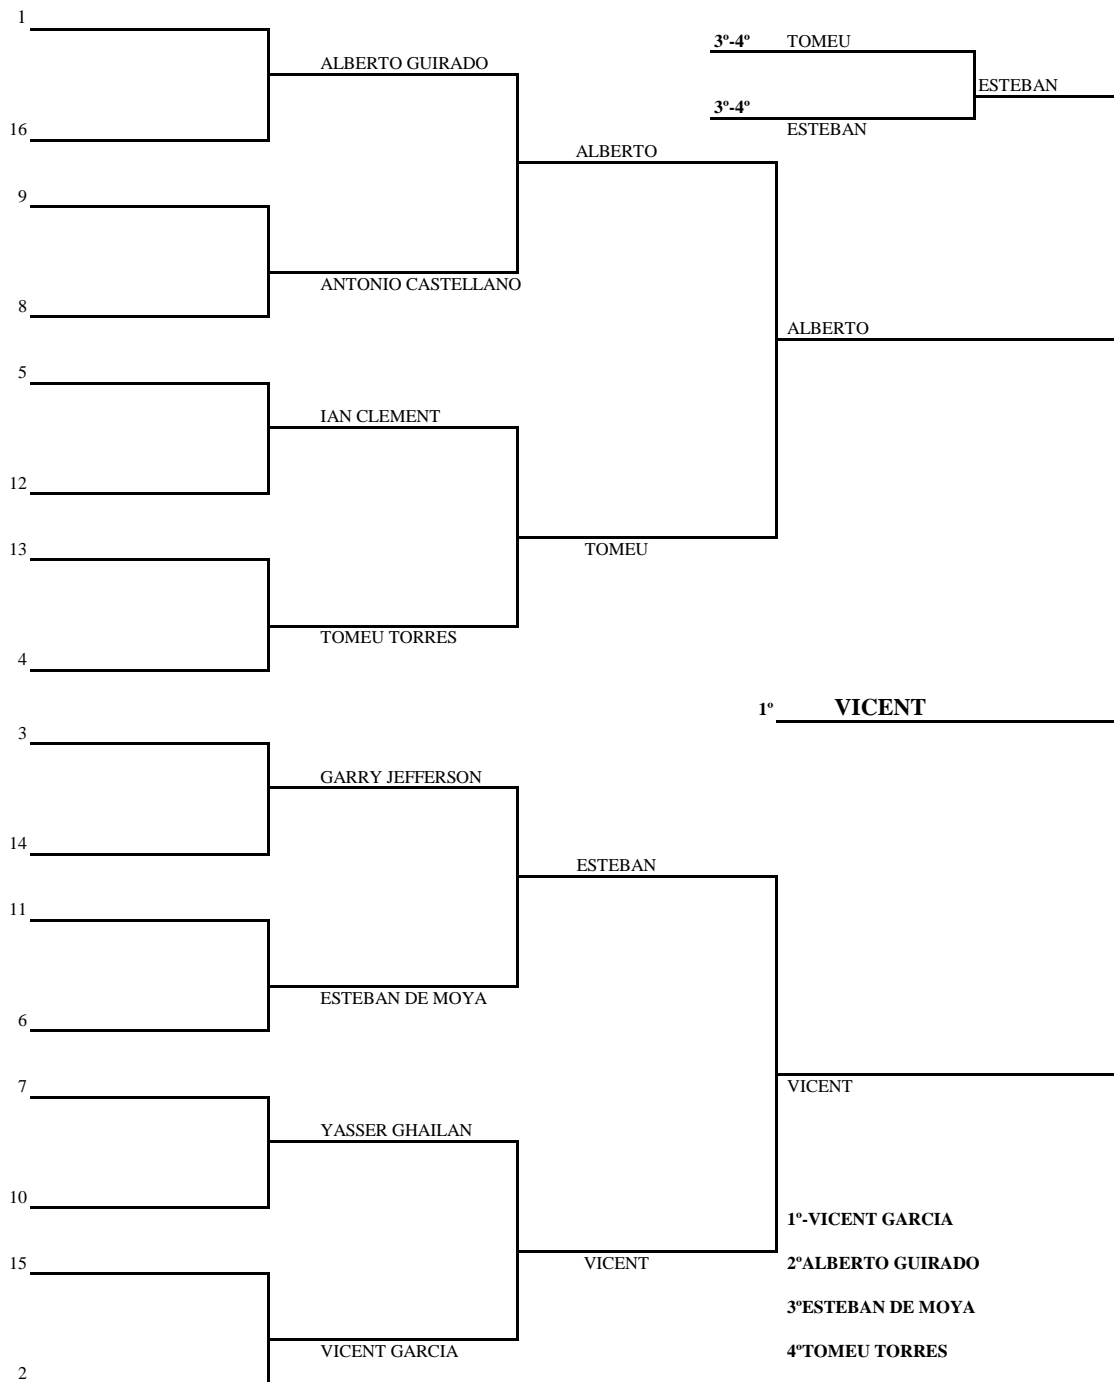 1
3º-4º TOMEU
ALBERTO GUIRADO
ESTEBAN
3º-4º
16
ESTEBAN
ALBERTO
9
ANTONIO CASTELLANO
8
ALBERTO
5
IAN CLEMENT
12
13
TOMEU
TOMEU TORRES
4
1º VICENT
3
GARRY JEFFERSON
14
ESTEBAN
11
ESTEBAN DE MOYA
6
7
VICENT
YASSER GHAILAN
10
1º-VICENT GARCIA
15
VICENT
2ºALBERTO GUIRADO
3ºESTEBAN DE MOYA
VICENT GARCIA
4ºTOMEU TORRES
2